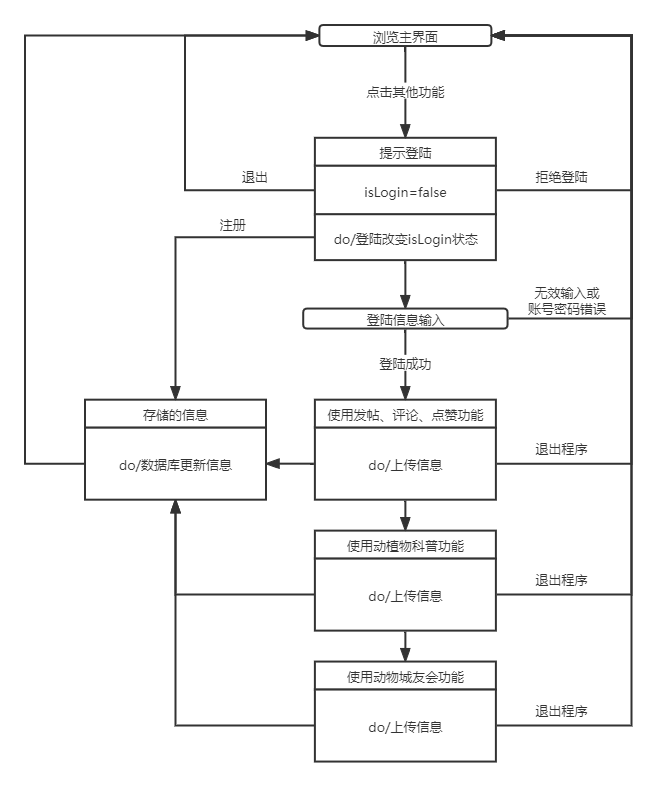 浏览主界面
点击其他功能
提示登陆
退出
isLogin=false
拒绝登陆
注册
do/登陆改变isLogin状态
无效输入或
账号密码错误
登陆信息输入
登陆成功
存储的信息
使用发帖、评论、点赞功能
退出程序
do/数据库更新信息
do/上传信息
使用动植物科普功能
退出程序
do/上传信息
使用动物城友会功能
退出程序
do/上传信息